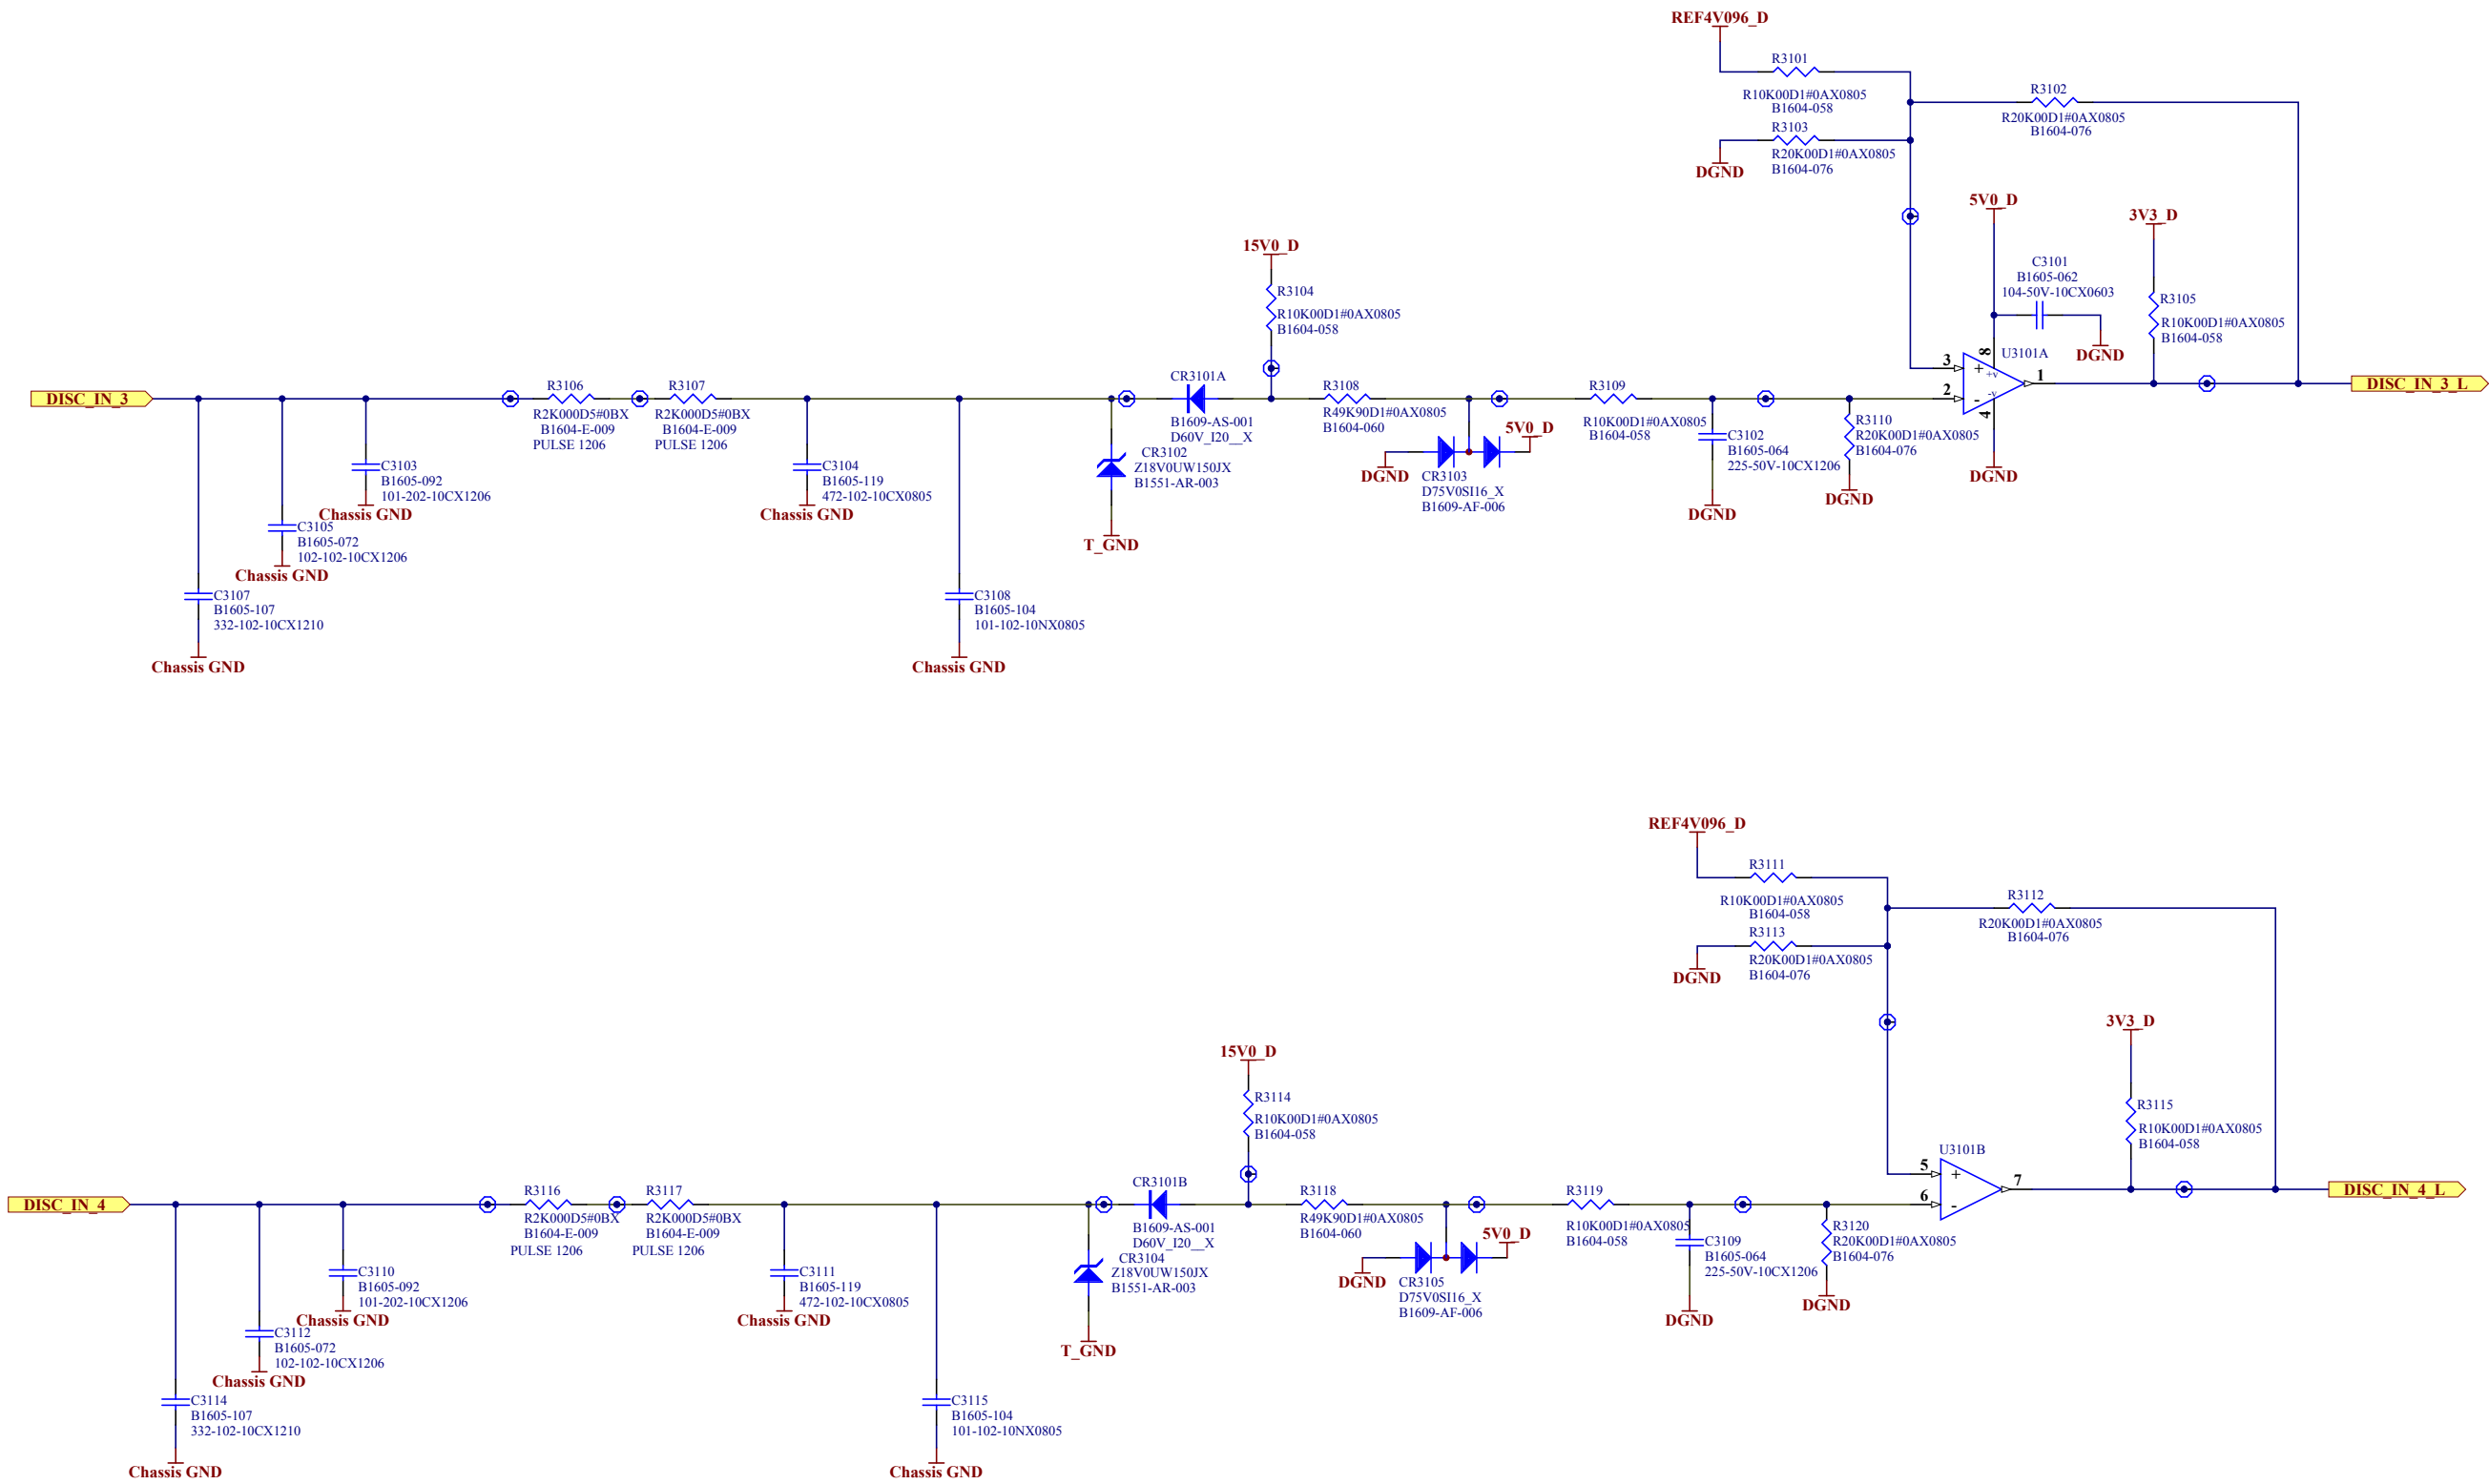 REF4V096_D
R3101
R10K00D1#0AX0805
B1604-058
R3102
R20K00D1#0AX0805
B1604-076
R3103
R20K00D1#0AX0805
B1604-076
DGND
5V0_D
3V3_D
C3101
B1605-062
104-50V-10CX0603
DGND
R3105
R10K00D1#0AX0805
B1604-058
15V0_D
R3104
R10K00D1#0AX0805
B1604-058
DISC_IN_3
R3106
R2K000D5#0BX
B1604-E-009
PULSE 1206
R3107
R2K000D5#0BX
B1604-E-009
PULSE 1206
CR3101A
B1609-AS-001
D60V_I20__X
CR3102
Z18V0UW150JX
B1551-AR-003
T_GND
R3108
R49K90D1#0AX0805
B1604-060
5V0_D
DGND
CR3103
D75V0SI16_X
B1609-AF-006
R3109
R10K00D1#0AX0805
B1604-058
C3102
B1605-064
225-50V-10CX1206
DGND
R3110
R20K00D1#0AX0805
B1604-076
DGND
U3101A
3
2
8
4
1
+
-
+v
-v
DGND
DISC_IN_3_L
C3103
B1605-092
101-202-10CX1206
Chassis GND
C3105
B1605-072
102-102-10CX1206
Chassis GND
C3107
B1605-107
332-102-10CX1210
Chassis GND
C3104
B1605-119
472-102-10CX0805
Chassis GND
C3108
B1605-104
101-102-10NX0805
Chassis GND
REF4V096_D
R3111
R10K00D1#0AX0805
B1604-058
R3112
R20K00D1#0AX0805
B1604-076
R3113
R20K00D1#0AX0805
B1604-076
DGND
3V3_D
R3115
R10K00D1#0AX0805
B1604-058
15V0_D
R3114
R10K00D1#0AX0805
B1604-058
DISC_IN_4
R3116
R2K000D5#0BX
B1604-E-009
PULSE 1206
R3117
R2K000D5#0BX
B1604-E-009
PULSE 1206
CR3101B
B1609-AS-001
D60V_I20__X
CR3104
Z18V0UW150JX
B1551-AR-003
T_GND
R3118
R49K90D1#0AX0805
B1604-060
5V0_D
DGND
CR3105
D75V0SI16_X
B1609-AF-006
R3119
R10K00D1#0AX0805
B1604-058
C3109
B1605-064
225-50V-10CX1206
DGND
R3120
R20K00D1#0AX0805
B1604-076
DGND
U3101B
5
6
7
+
-
DISC_IN_4_L
C3110
B1605-092
101-202-10CX1206
Chassis GND
C3112
B1605-072
102-102-10CX1206
Chassis GND
C3114
B1605-107
332-102-10CX1210
Chassis GND
C3111
B1605-119
472-102-10CX0805
Chassis GND
C3115
B1605-104
101-102-10NX0805
Chassis GND